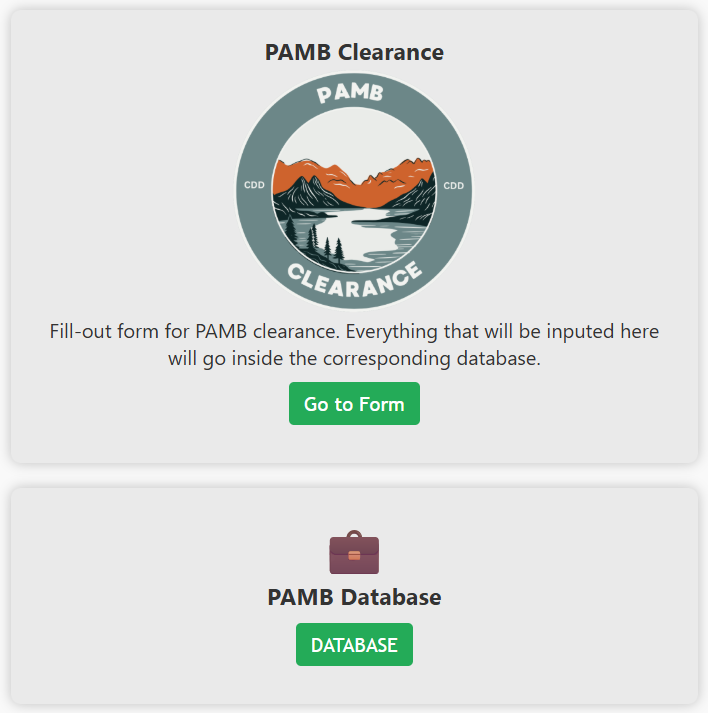 PAMB Clearance
PAMB
CDD
CDD
CLEARANCE
Fill-out form for PAMB clearance. Everything that will be inputed here
will go inside the corresponding database.
Go to Form
PAMB Database
DATABASE